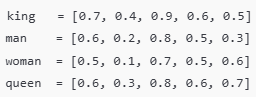 king   = [0.7, 0.4, 0.9, 0.6, 0.5]
man    = [0.6, 0.2, 0.8, 0.5, 0.3]
woman  = [0.5, 0.1, 0.7, 0.5, 0.6]
queen  = [0.6, 0.3, 0.8, 0.6, 0.7]